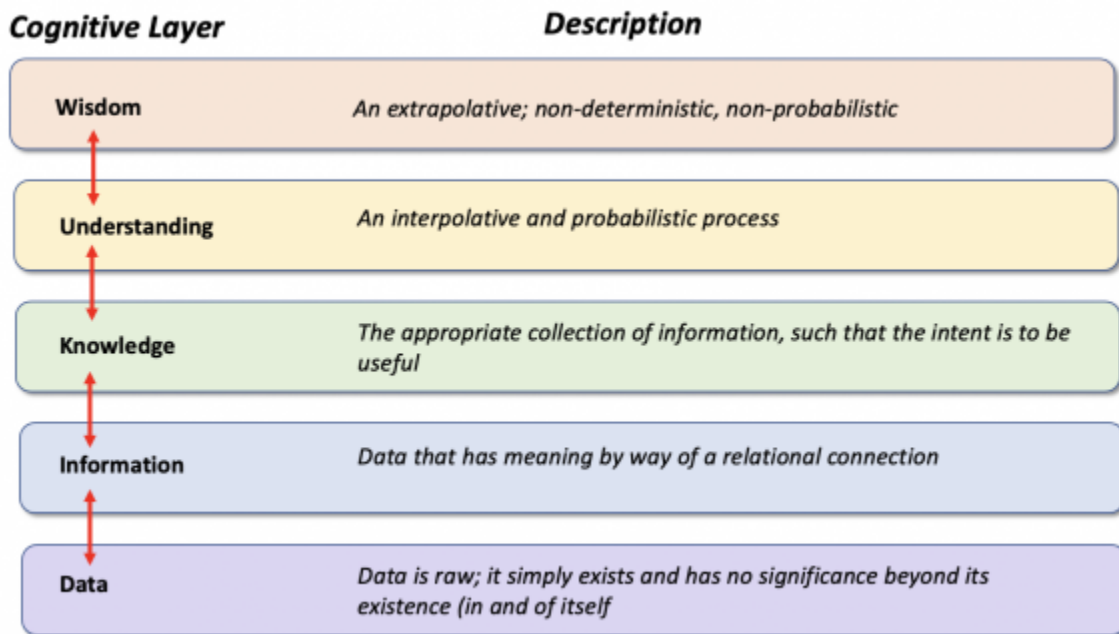 Cognitive Layer Description
Wisdom An extrapolative; non-deterministic, non-probabilistic
Understanding An interpolative and probabilistic process
Knowledge The appropriate collection of information, such that the intent is to be
useful
Information Data that has meaning by way of a relational connection
Data Data is raw; it simply exists and has no significance beyond its
existence (in and of itself